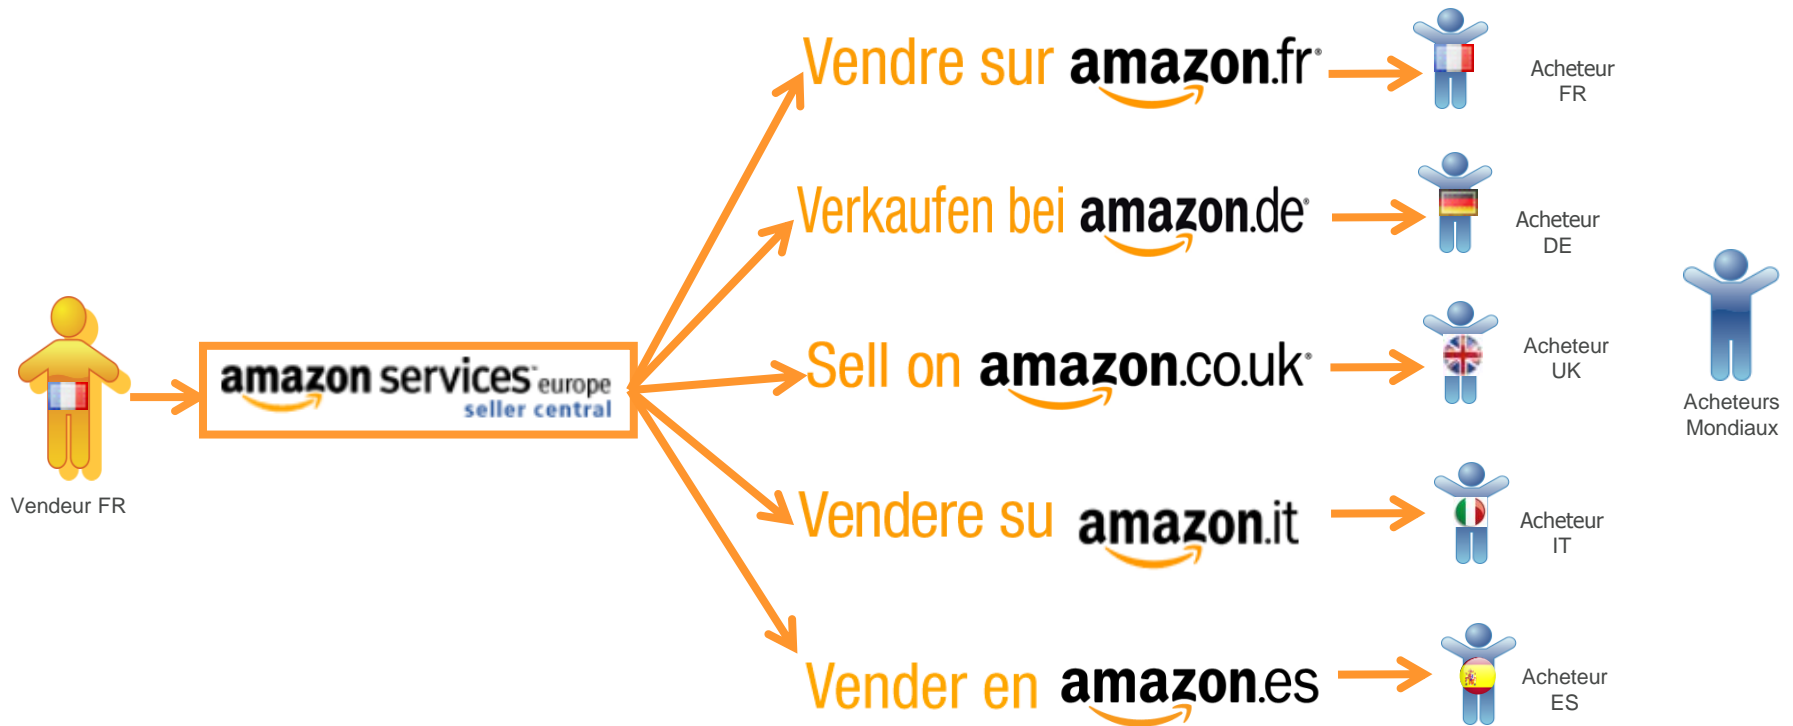 Vendre sur amazon.fr
Acheteur
FR
Verkaufen bei amazon.de
Acheteur
DE
Sell on amazon.co.uk
Acheteur
UK
Acheteurs
Mondiaux
amazon services europe
seller central
Vendeur FR
Vendere su amazon.it
Acheteur
IT
Vender en amazon.es
Acheteur
ES